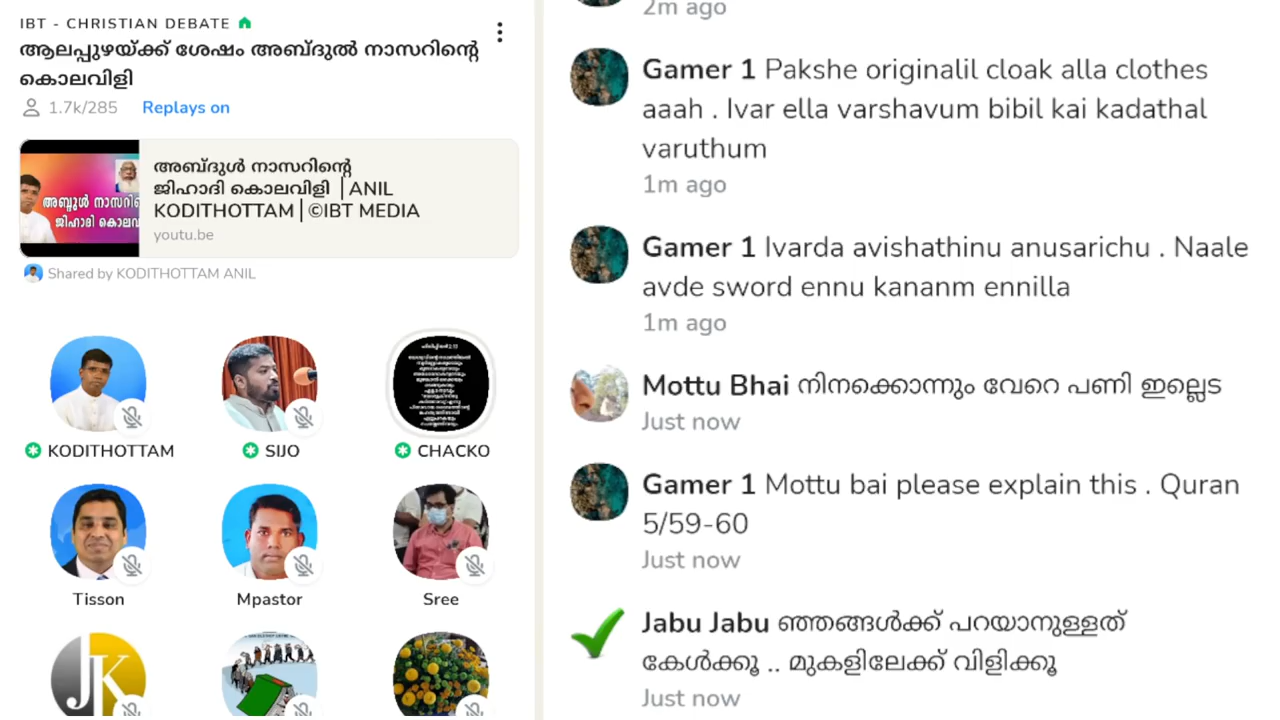 IBT - CHRISTIAN DEBATE
ആലപ്പുഴയ്ക്ക് ശേഷം അബ്ദുൽ നാസറിന്റെ
കൊലവിളി
1.7k/285 Replays on
അബ്ദുൾ നാസറിന്റെ
ജിഹാദി കൊലവിളി │ANIL
KODITHOTTAM│©IBT MEDIA
youtu.be
Shared by KODITHOTTAM ANIL
KODITHOTTAM
SIJO
CHACKO
Tisson
Mpastor
Sree
JK
2m ago
Gamer 1 Pakshe originalil cloak alla clothes
aaah . Ivar ella varshavum bibil kai kadathal
varuthum
1m ago
Gamer 1 Ivarda avishathinu anusarichu . Naale
avde sword ennu kananm ennilla
1m ago
Mottu Bhai നിനക്കൊന്നും വേറെ പണി ഇല്ലെട
Just now
Gamer 1 Mottu bai please explain this . Quran
5/59-60
Just now
Jabu Jabu ഞങ്ങൾക്ക് പറയാനുള്ളത്
കേൾക്കൂ .. മുകളിലേക്ക് വിളിക്കൂ
Just now